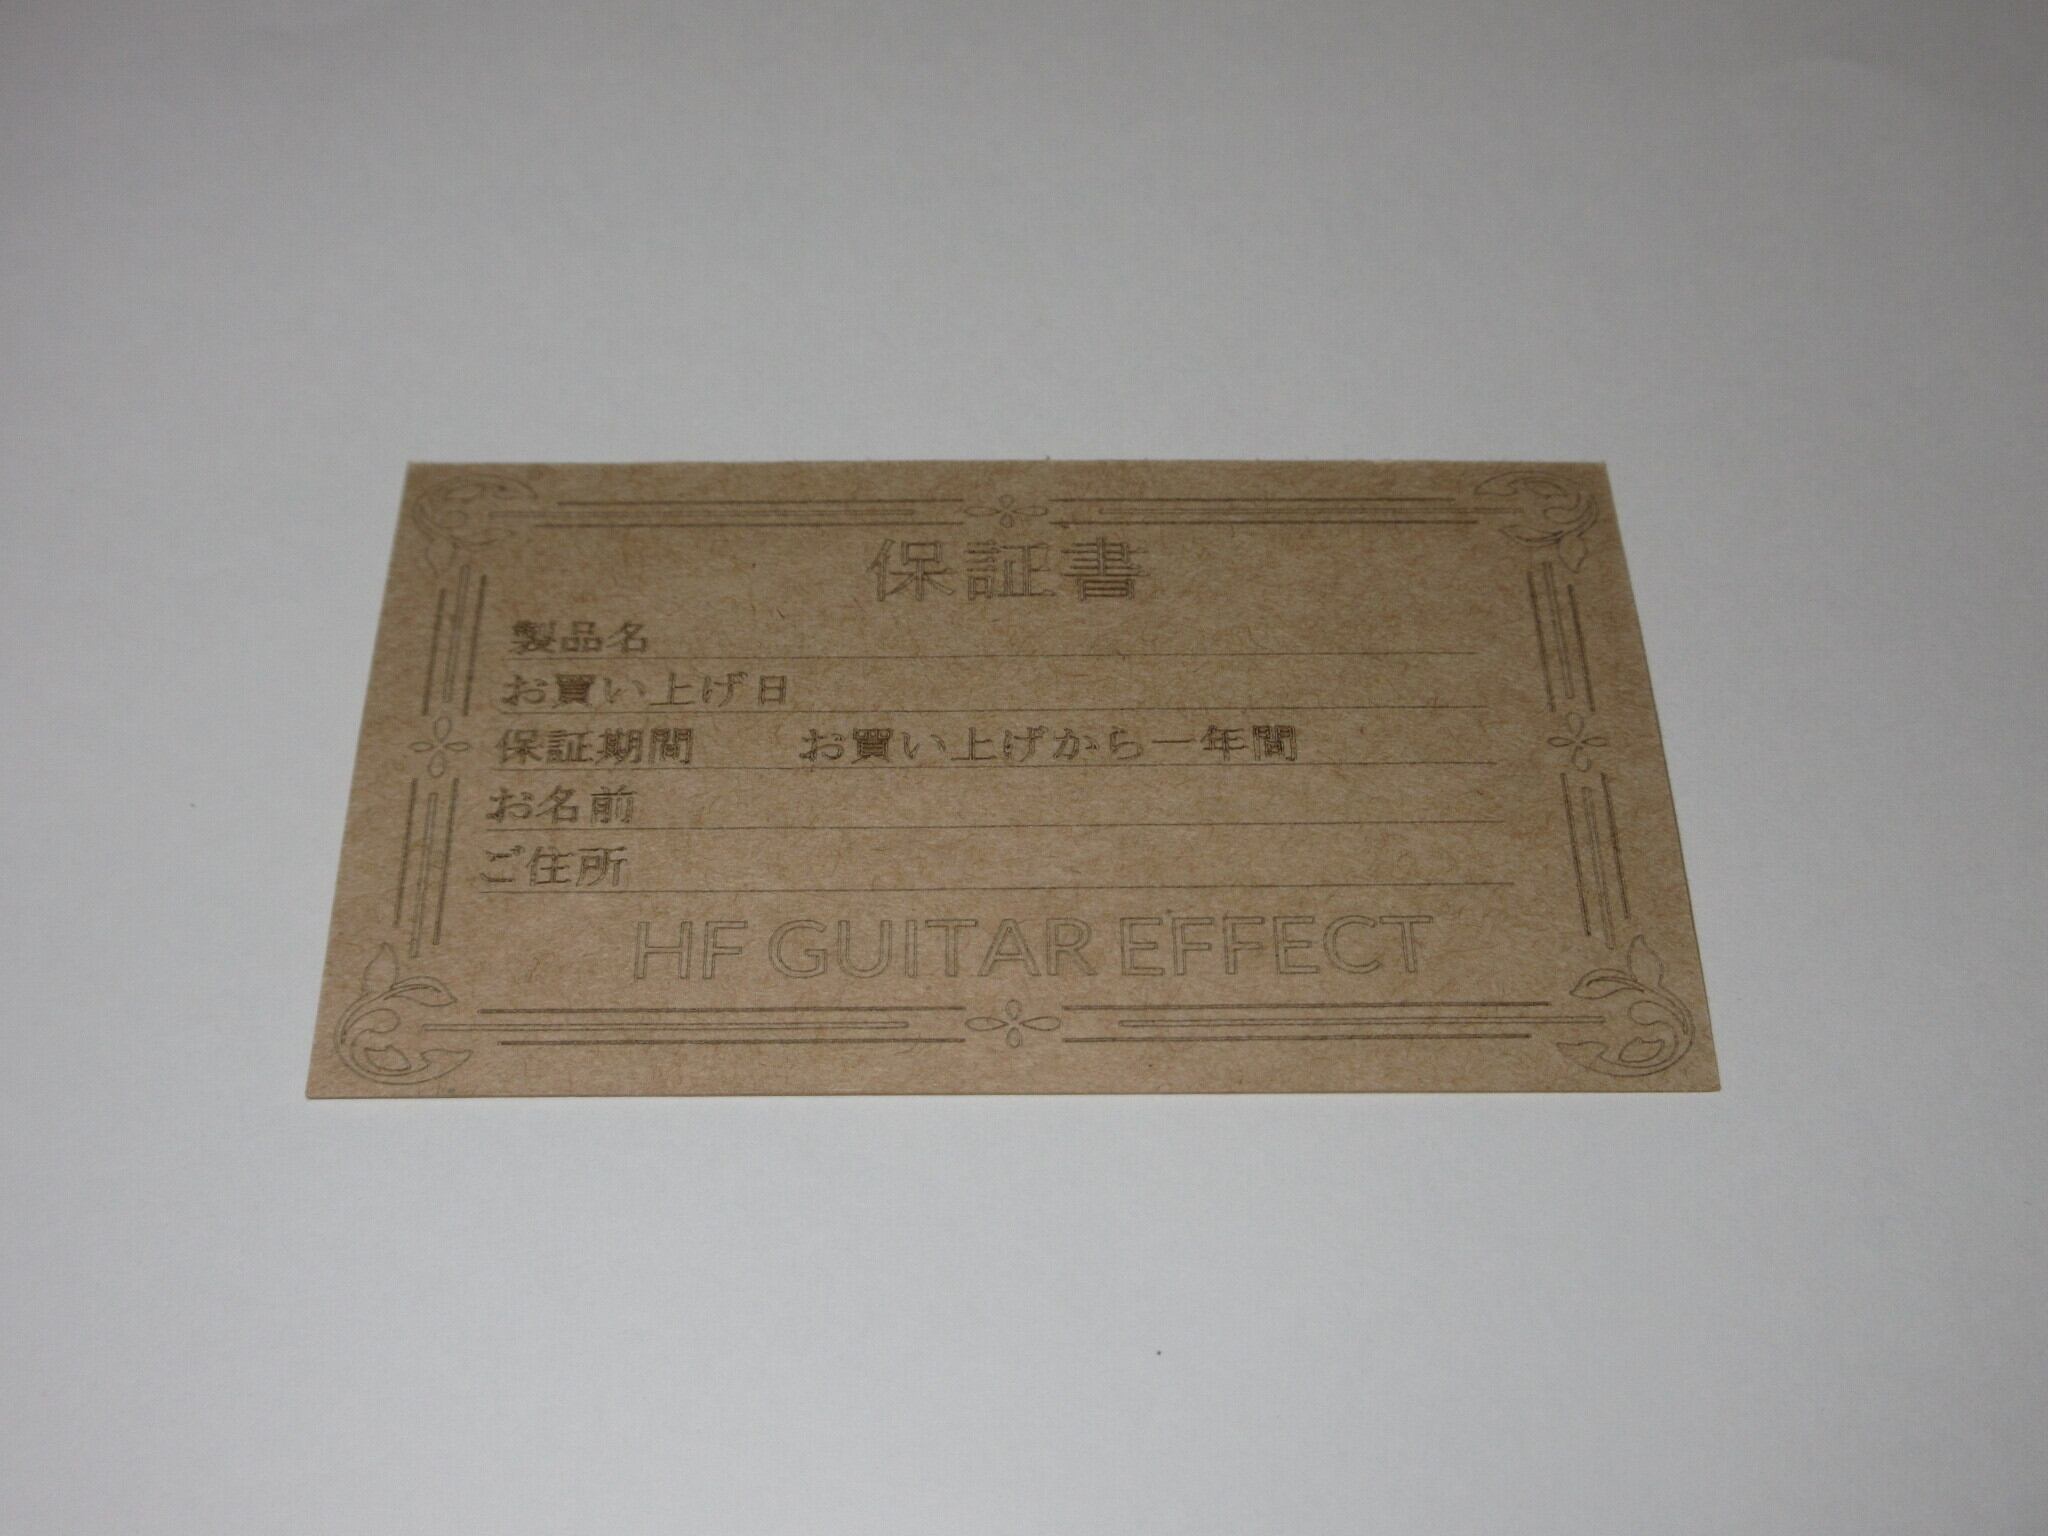 保証書
製品名
お買い上げ日
保証期間 お買い上げから一年間
お名前
ご住所
HF GUITAR EFFECT